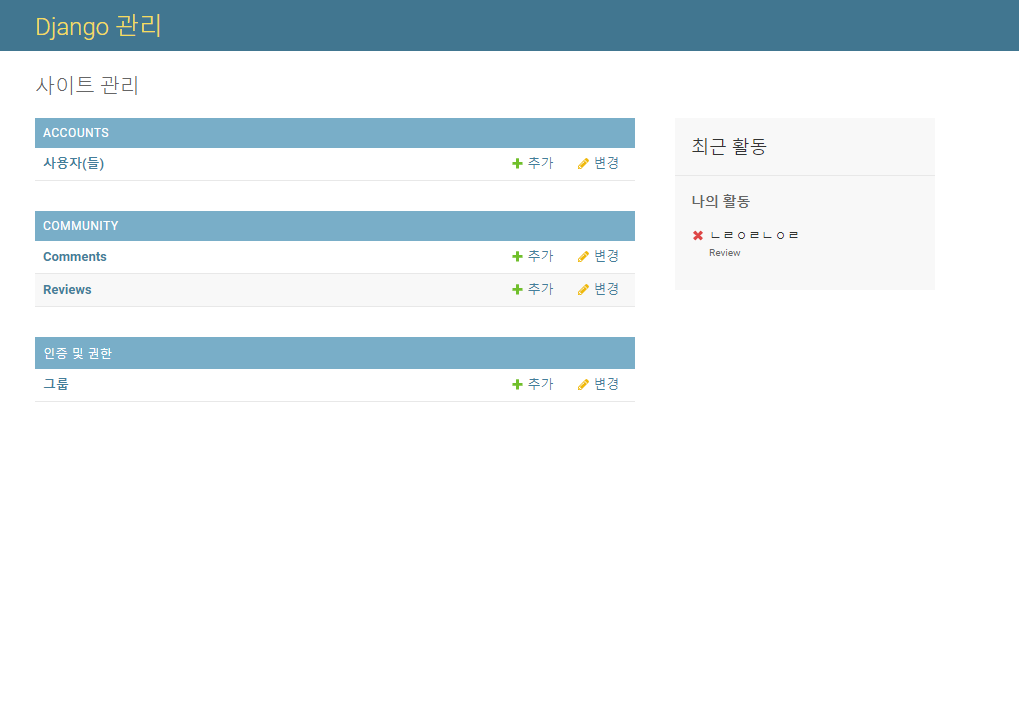 Django 관리
사이트 관리
ACCOUNTS
사용자(들) 추가 변경
COMMUNITY
Comments 추가 변경
Reviews 추가 변경
인증 및 권한
그룹 추가 변경
최근 활동
나의 활동
ㄴㄹㅇㄹㄴㅇㄹ
Review